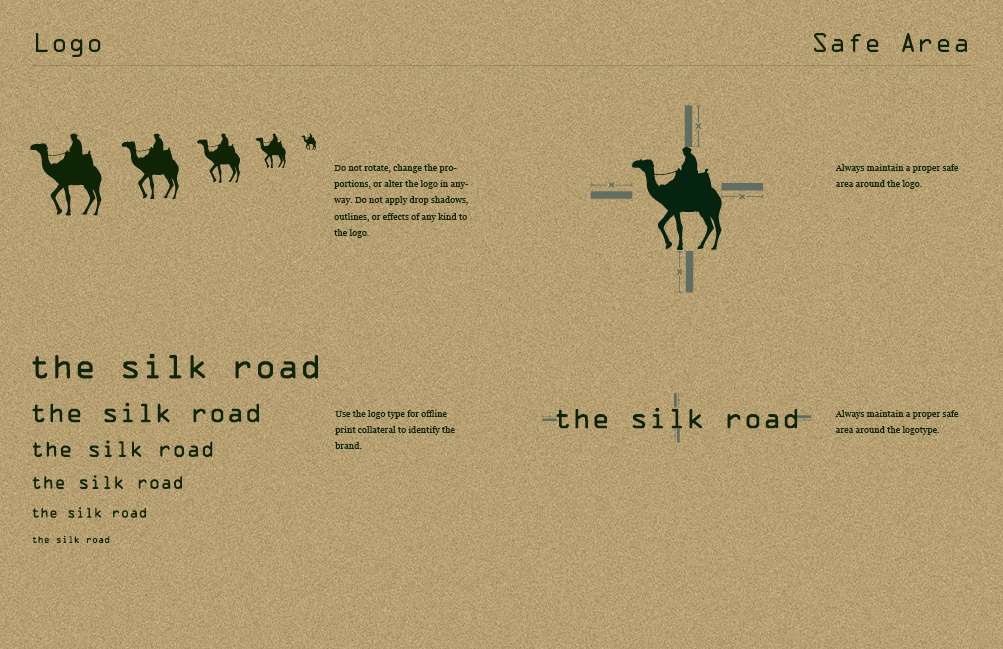 Logo
Safe Area
Do not rotate, change the pro-
portions, or alter the logo in any-
way. Do not apply drop shadows,
outlines, or effects of any kind to
the logo.
x
x
x
x
Always maintain a proper safe
area around the logo.
the silk road
the silk road
the silk road
the silk road
the silk road
the silk road
Use the logo type for offline
print collateral to identify the
brand.
the silk road
Always maintain a proper safe
area around the logotype.